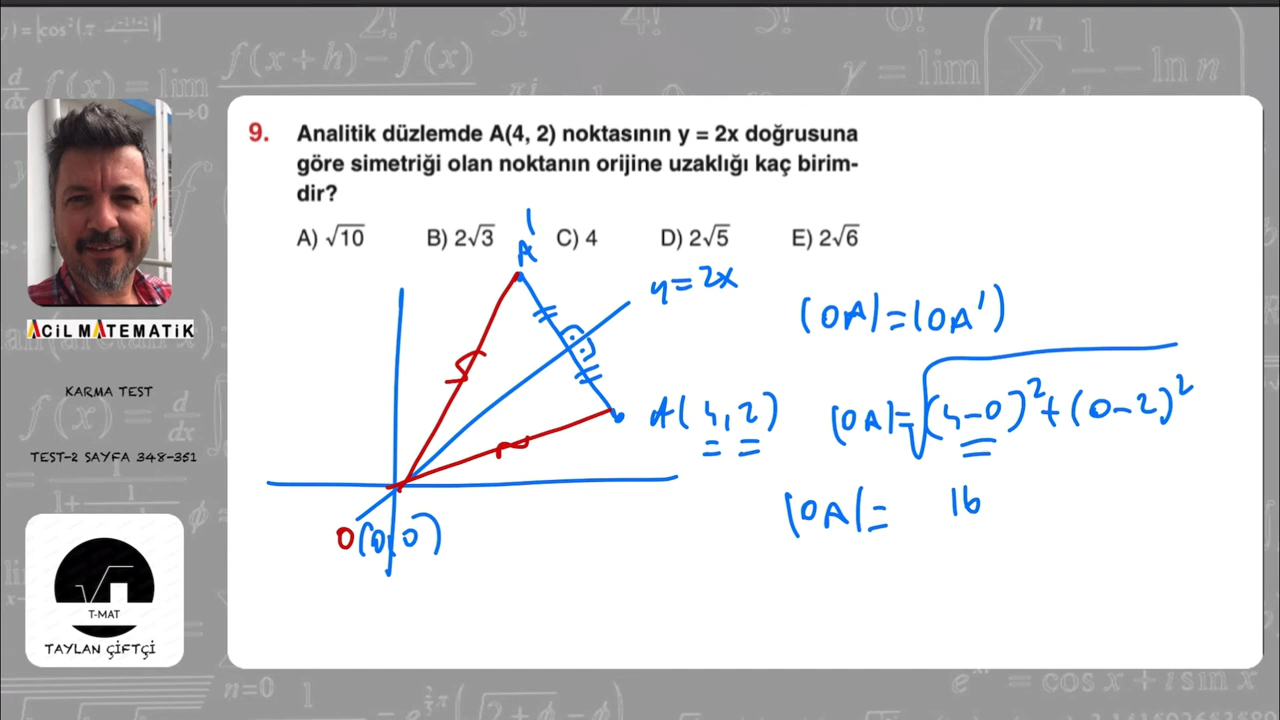 9. Analitik düzlemde A(4, 2) noktasının y = 2x doğrusuna
göre simetriği olan noktanın orijine uzaklığı kaç birim-
dir?
A) √10 B) 2√3 C) 4 D) 2√5 E) 2√6
A'
y=2x
|OA|=|OA'|
A(4,2)
|OA|=√(4-0)²+(0-2)²
|OA|= 16
O(0,0)
ACİL MATEMATİK
KARMA TEST
TEST-2 SAYFA 348-351
T-MAT
TAYLAN ÇİFTÇİ
f(x+h) − f(x)
n=0